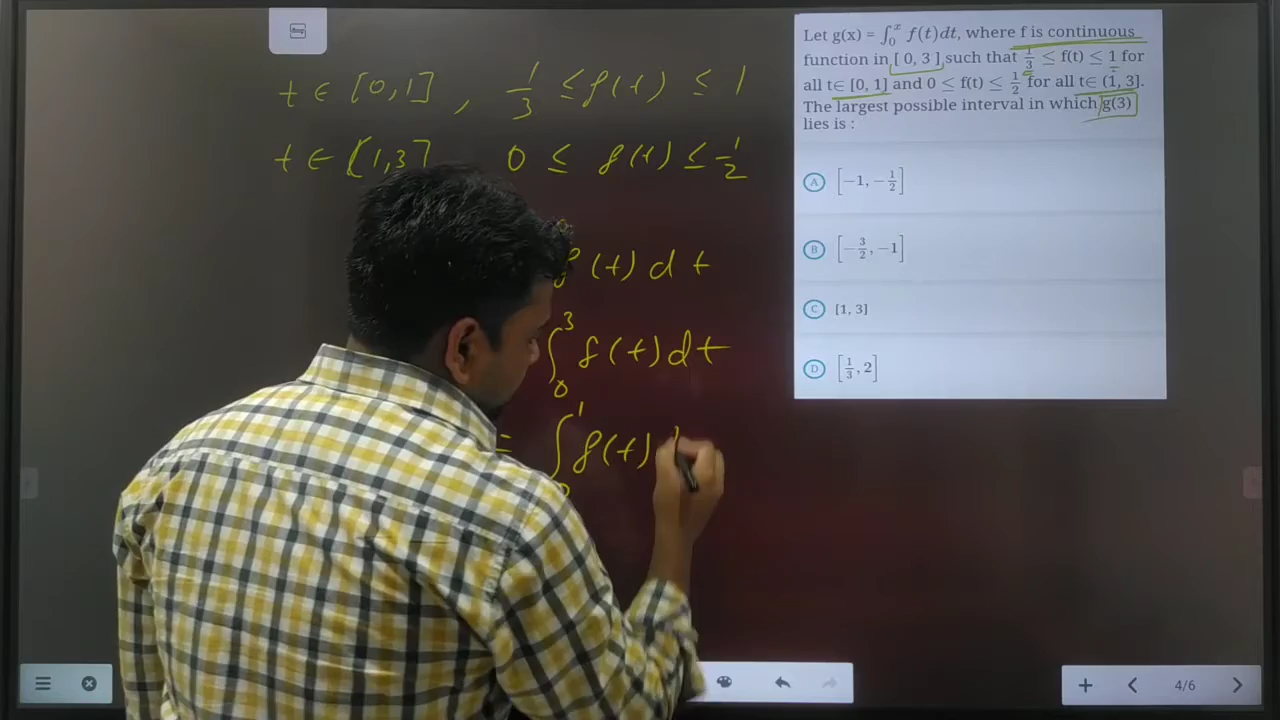 t ∈ [0,1] , 1/3 ≤ f(t) ≤ 1
t ∈ (1,3] 0 ≤ f(t) ≤ 1/2
f(t) dt
∫₀³ f(t) dt
= ∫₀¹ f(t)
Let g(x) = ∫₀ˣ f(t)dt, where f is continuous
function in [ 0, 3 ] such that 1/3 ≤ f(t) ≤ 1 for
all t∈ [0, 1] and 0 ≤ f(t) ≤ 1/2 for all t∈ (1, 3].
The largest possible interval in which g(3)
lies is :
A [−1, −1/2]
B [−3/2, −1]
C [1, 3]
D [1/3, 2]
4/6